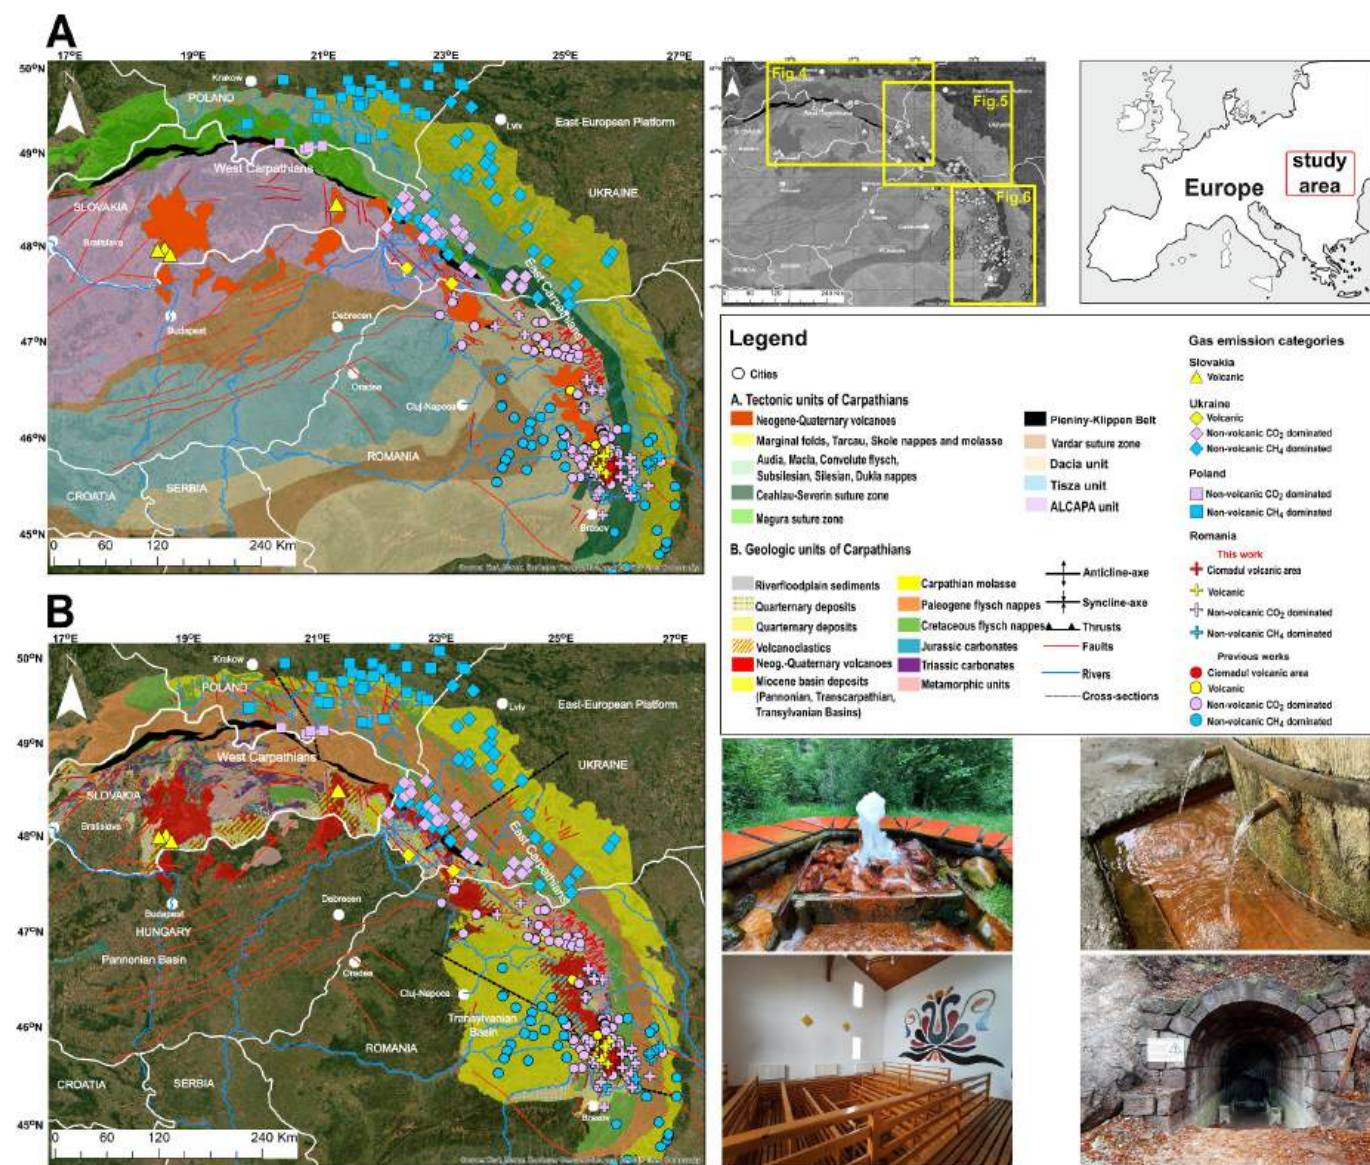 A
17°E 19°E 21°E 23°E 25°E 27°E
50°N
49°N
48°N
47°N
46°N
45°N
N
Krakow
POLAND
Lviv
East-European Platform
West Carpathians
UKRAINE
SLOVAKIA
Bratislava
East Carpathians
Budapest
Debrecen
Oradea
Cluj-Napoca
ROMANIA
CROATIA
SERBIA
Brasov
0 60 120 240 Km
B
17°E 19°E 21°E 23°E 25°E 27°E
50°N
49°N
48°N
47°N
46°N
45°N
N
Krakow
POLAND
Lviv
East-European Platform
West Carpathians
UKRAINE
SLOVAKIA
Bratislava
East Carpathians
Budapest
Debrecen
HUNGARY
Pannonian Basin
Oradea
Cluj-Napoca
Transylvanian
Basin
ROMANIA
CROATIA
SERBIA
Brasov
0 60 120 240 Km
Fig.4
Fig.5
Fig.6
Europe
study
area
Legend
Cities
A. Tectonic units of Carpathians
Neogene-Quaternary volcanoes
Marginal folds, Tarcau, Skole nappes and molasse
Audia, Macla, Convolute flysch,
Subsilesian, Silesian, Dukla nappes
Ceahlau-Severin suture zone
Magura suture zone
Pieniny-Klippen Belt
Vardar suture zone
Dacia unit
Tisza unit
ALCAPA unit
B. Geologic units of Carpathians
Riverfloodplain sediments
Quarternary deposits
Quarternary deposits
Volcanoclastics
Neog.-Quaternary volcanoes
Miocene basin deposits
(Pannonian, Transcarpathian,
Transylvanian Basins)
Carpathian molasse
Paleogene flysch nappes
Cretaceous flysch nappes
Jurassic carbonates
Triassic carbonates
Metamorphic units
Anticline-axe
Syncline-axe
Thrusts
Faults
Rivers
Cross-sections
Gas emission categories
Slovakia
Volcanic
Ukraine
Volcanic
Non-volcanic CO₂ dominated
Non-volcanic CH₄ dominated
Poland
Non-volcanic CO₂ dominated
Non-volcanic CH₄ dominated
Romania
This work
Ciomadul volcanic area
Volcanic
Non-volcanic CO₂ dominated
Non-volcanic CH₄ dominated
Previous works
Ciomadul volcanic area
Volcanic
Non-volcanic CO₂ dominated
Non-volcanic CH₄ dominated